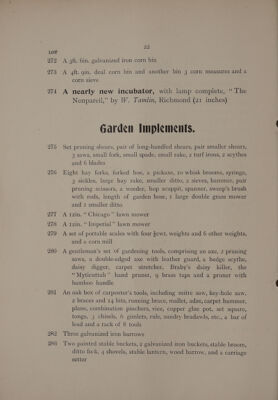 22
LOT
272 A 3ft. bin. galvanized iron corn bin
273 A 4ft. 9in. deal corn bin and another bin 3 corn measures and a
corn sieve
274 A nearly new incubator, with lamp complete, "The
Nonpareil," by W. Tamlin, Richmond (21 inches)
Garden Implements.
275 Set pruning shears, pair of long-handled shears, pair smaller shears,
3 saws, small fork, small spade, small rake, 2 turf irons, 2 scythes
and 6 blades
276 Eight hay forks, forked hoe, 2 pickaxe, 10 whisk brooms, syringe,
3 sickles, large hay rake, smaller ditto, 2 sieves, hammer, pair
pruning scissors, a weeder, hop scuppit, spanner, sweep's brush
with rods, length of garden hose, 1 large double grass mower
and 1 smaller ditto
277 A 12in. "Chicago" lawn mower
278 A 12in. "Imperial" lawn mower
279 A set of portable scales with four 56wt. weights and 6 other weights,
and a corn mill
280 A gentleman's set of gardening tools, comprising an axe, 2 pruning
saws, a double-edged axe with leather guard, a hedge scythe,
daisy digger, carpet stretcher, Braby's daisy killer, the
"Myticuttah" hand pruner, 9 brass taps and a pruner with
bamboo handle
281 An oak box of carpenter's tools, including mitre saw, key-hole saw,
2 braces and 24 bits, running brace, mallet, adze, carpet hammer,
plane, combination pinchers, vice, copper glue pot, set square,
tongs, 3 chisels, 6 gimlets, rule, sundry bradawls, etc., a bar of
lead and a rack of 8 tools
282 Three galvanized iron barrows
283 Two painted stable buckets, 2 galvanized iron buckets, stable broom,
ditto fork, 4 shovels, stable lantern, wood barrow, and a carriage
setter